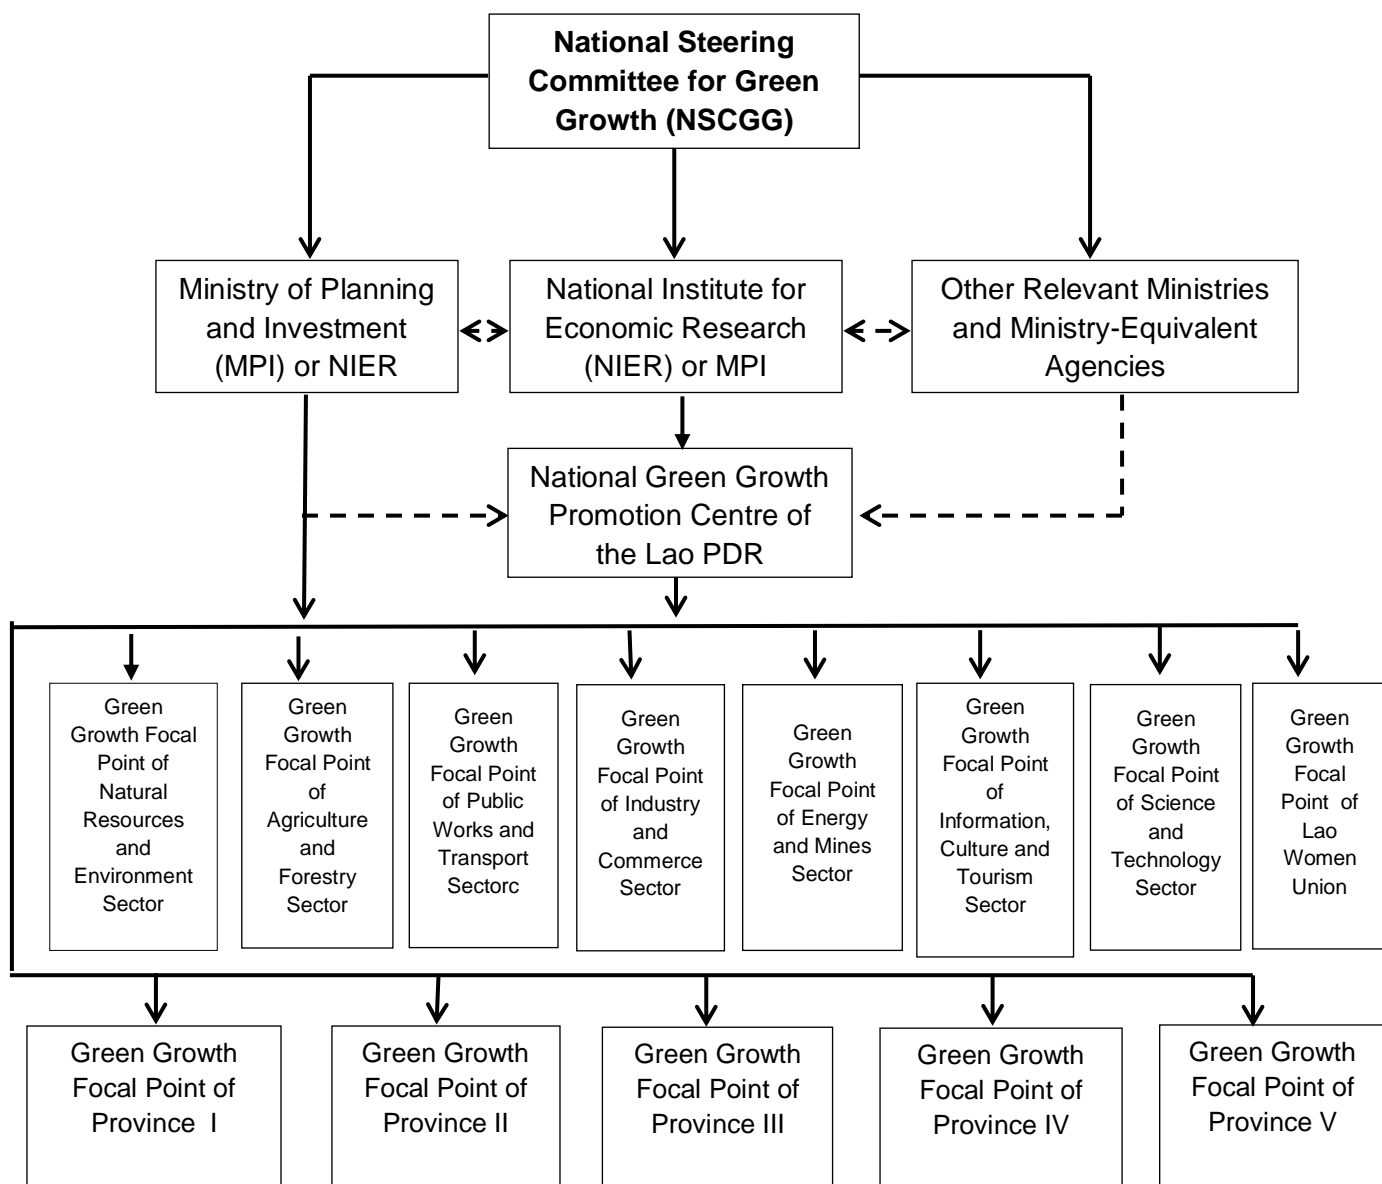 National Steering
Committee for Green
Growth (NSCGG)
Ministry of Planning
and Investment
(MPI) or NIER
National Institute for
Economic Research
(NIER) or MPI
Other Relevant Ministries
and Ministry-Equivalent
Agencies
National Green Growth
Promotion Centre of
the Lao PDR
Green
Growth Focal
Point of
Natural
Resources
and
Environment
Sector
Green
Growth
Focal Point
of
Agriculture
and
Forestry
Sector
Green
Growth
Focal Point
of Public
Works and
Transport
Sectorc
Green
Growth
Focal Point
of Industry
and
Commerce
Sector
Green
Growth
Focal Point
of Energy
and Mines
Sector
Green
Growth
Focal Point
of
Information,
Culture and
Tourism
Sector
Green
Growth
Focal Point
of Science
and
Technology
Sector
Green
Growth
Focal
Point of
Lao
Women
Union
Green Growth
Focal Point of
Province I
Green Growth
Focal Point of
Province II
Green Growth
Focal Point of
Province III
Green Growth
Focal Point of
Province IV
Green Growth
Focal Point of
Province V